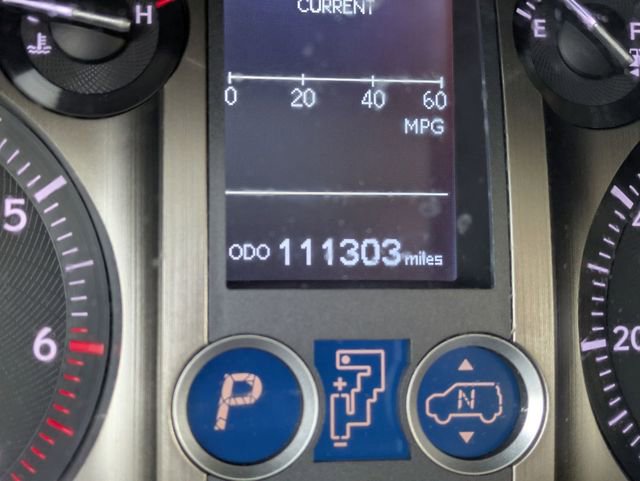 CURRENT
H
E
F
0 20 40 60
MPG
5
ODO 111303 miles
6
20
P
+
N
-